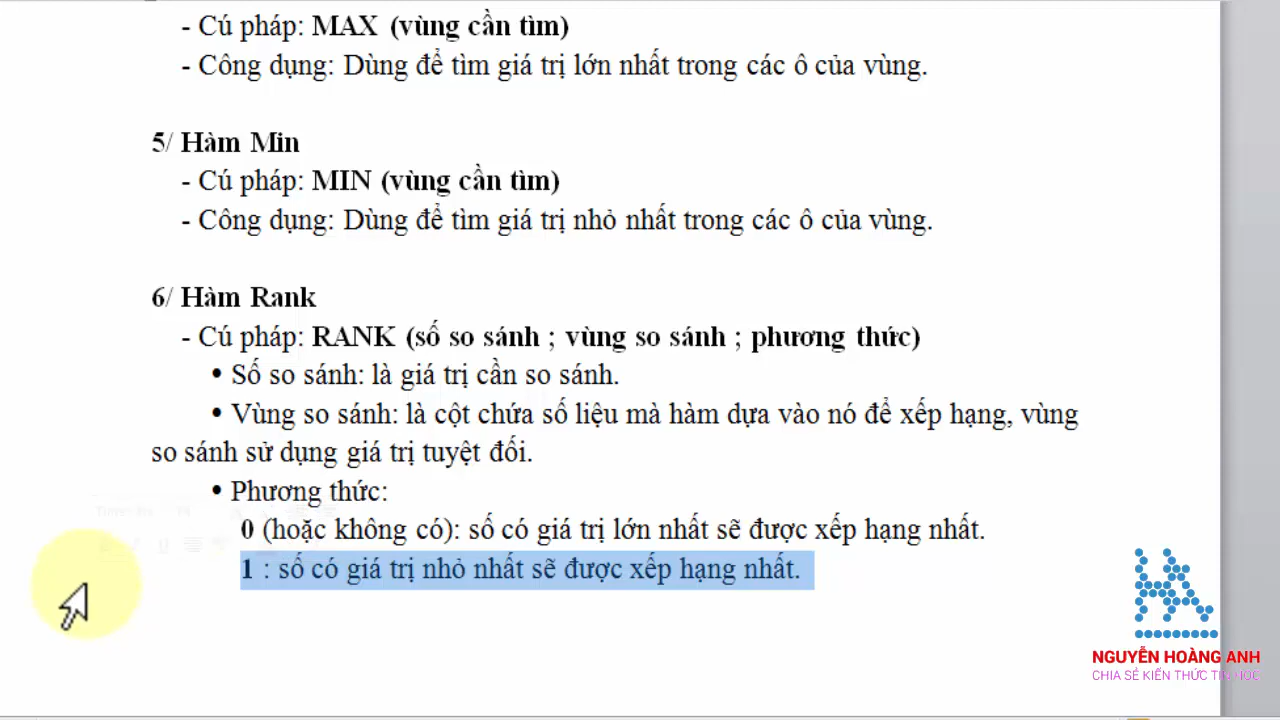 - Cú pháp: MAX (vùng cần tìm)
- Công dụng: Dùng để tìm giá trị lớn nhất trong các ô của vùng.
5/ Hàm Min
- Cú pháp: MIN (vùng cần tìm)
- Công dụng: Dùng để tìm giá trị nhỏ nhất trong các ô của vùng.
6/ Hàm Rank
- Cú pháp: RANK (số so sánh ; vùng so sánh ; phương thức)
• Số so sánh: là giá trị cần so sánh.
• Vùng so sánh: là cột chứa số liệu mà hàm dựa vào nó để xếp hạng, vùng
so sánh sử dụng giá trị tuyệt đối.
• Phương thức:
0 (hoặc không có): số có giá trị lớn nhất sẽ được xếp hạng nhất.
1 : số có giá trị nhỏ nhất sẽ được xếp hạng nhất.
HA
NGUYỄN HOÀNG ANH
CHIA SẺ KIẾN THỨC TIN HỌC